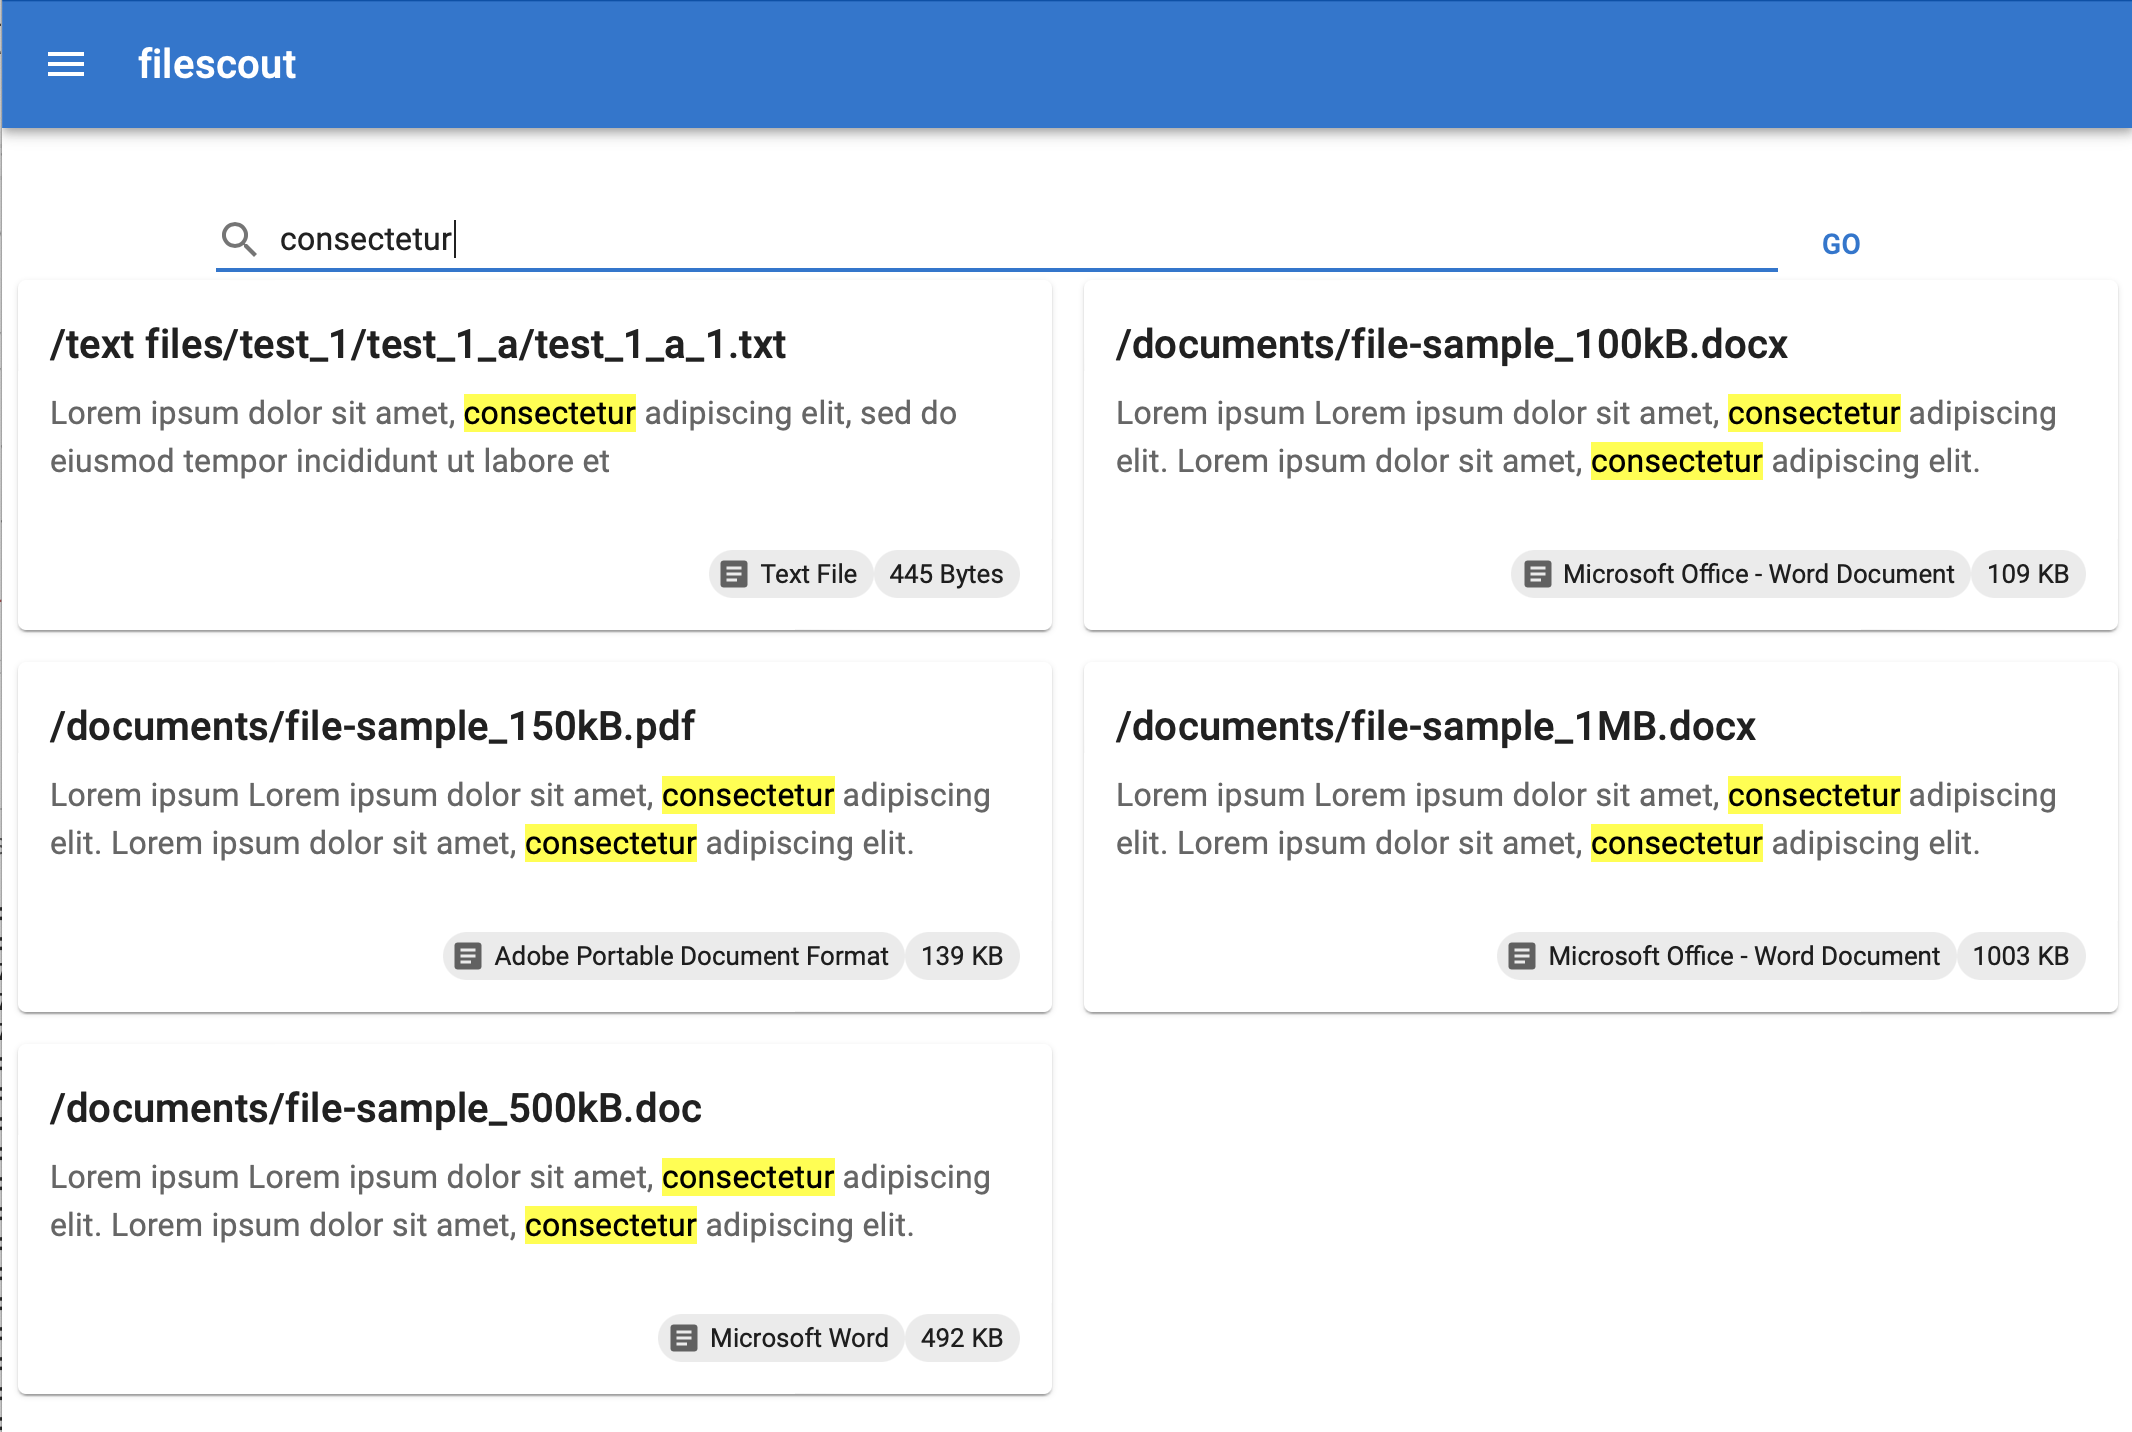 filescout
consectetur
GO
/text files/test_1/test_1_a/test_1_a_1.txt
Lorem ipsum dolor sit amet, consectetur adipiscing elit, sed do
eiusmod tempor incididunt ut labore et
Text File 445 Bytes
/documents/file-sample_100kB.docx
Lorem ipsum Lorem ipsum dolor sit amet, consectetur adipiscing
elit. Lorem ipsum dolor sit amet, consectetur adipiscing elit.
Microsoft Office - Word Document 109 KB
/documents/file-sample_150kB.pdf
Lorem ipsum Lorem ipsum dolor sit amet, consectetur adipiscing
elit. Lorem ipsum dolor sit amet, consectetur adipiscing elit.
Adobe Portable Document Format 139 KB
/documents/file-sample_1MB.docx
Lorem ipsum Lorem ipsum dolor sit amet, consectetur adipiscing
elit. Lorem ipsum dolor sit amet, consectetur adipiscing elit.
Microsoft Office - Word Document 1003 KB
/documents/file-sample_500kB.doc
Lorem ipsum Lorem ipsum dolor sit amet, consectetur adipiscing
elit. Lorem ipsum dolor sit amet, consectetur adipiscing elit.
Microsoft Word 492 KB